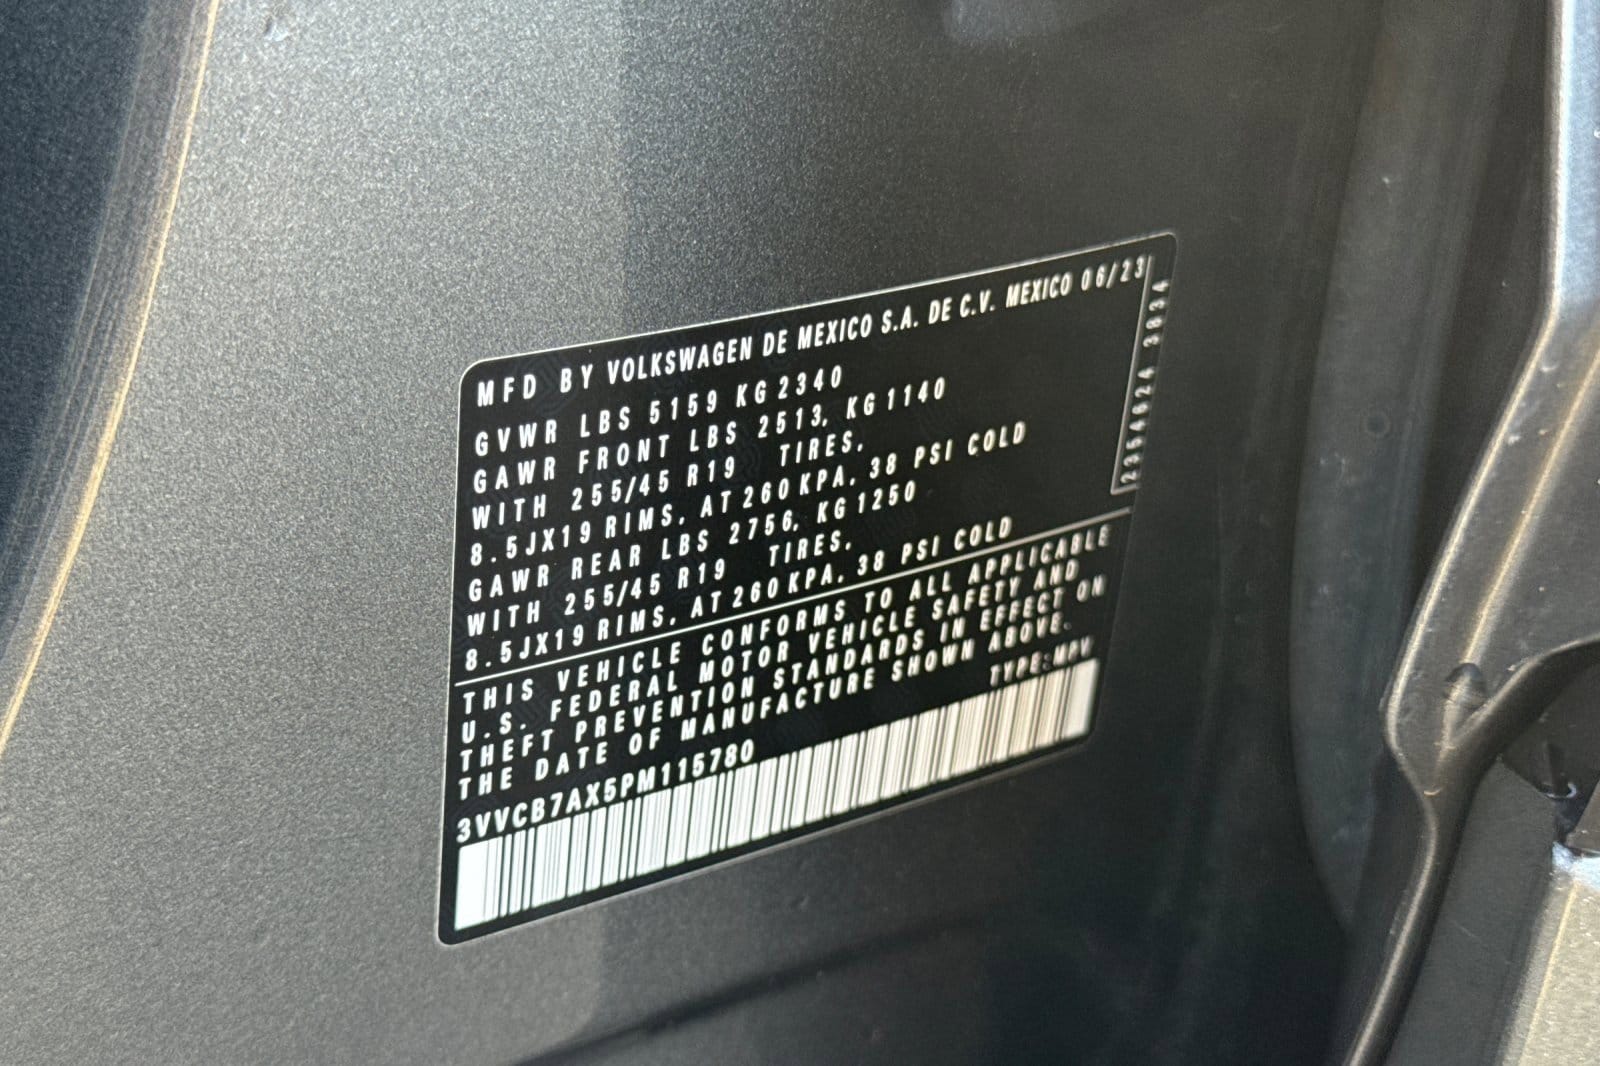 MFD BY VOLKSWAGEN DE MEXICO S.A. DE C.V. MEXICO 06/23
GVWR LBS 5159 KG 2340
GAWR FRONT LBS 2513, KG 1140
WITH 255/45 R19 TIRES,
8.5JX19 RIMS, AT 260 KPA, 38 PSI COLD
GAWR REAR LBS 2756, KG 1250
WITH 255/45 R19 TIRES,
8.5JX19 RIMS, AT 260 KPA, 38 PSI COLD
THIS VEHICLE CONFORMS TO ALL APPLICABLE
U.S. FEDERAL MOTOR VEHICLE SAFETY AND
THEFT PREVENTION STANDARDS IN EFFECT ON
THE DATE OF MANUFACTURE SHOWN ABOVE.
TYPE:MPV
3VVCB7AX5PM115780
2354624 3834